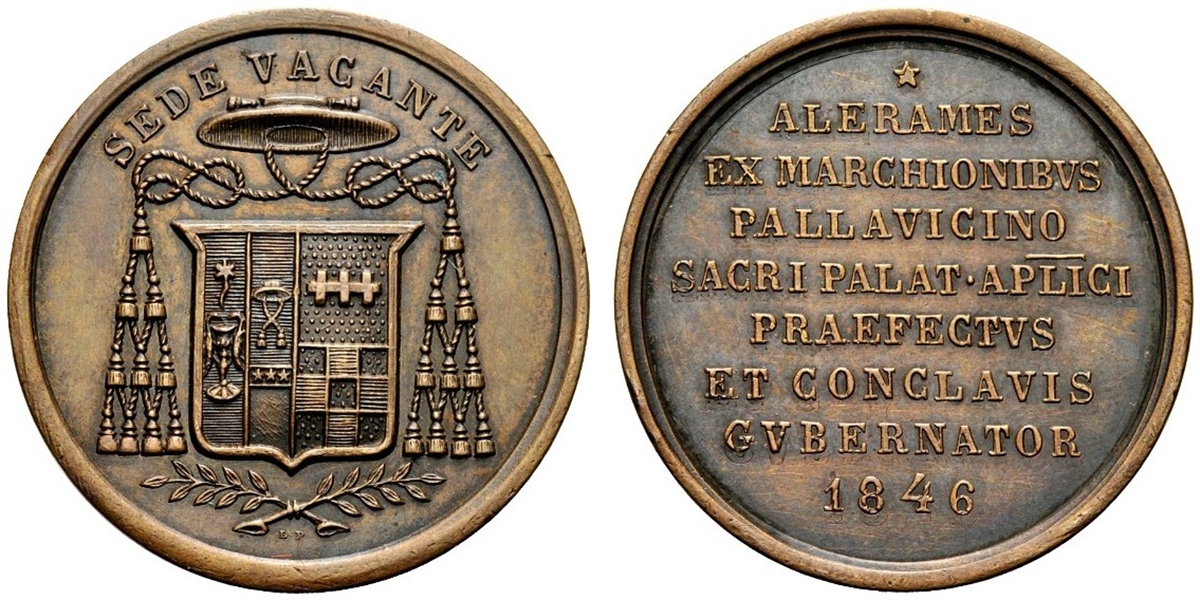 SEDE VACANTE
L P
★
ALERAMES
EX MARCHIONIBVS
PALLAVICINO
SACRI PALAT·APLICI
PRAEFECTVS
ET CONCLAVIS
GVBERNATOR
1846